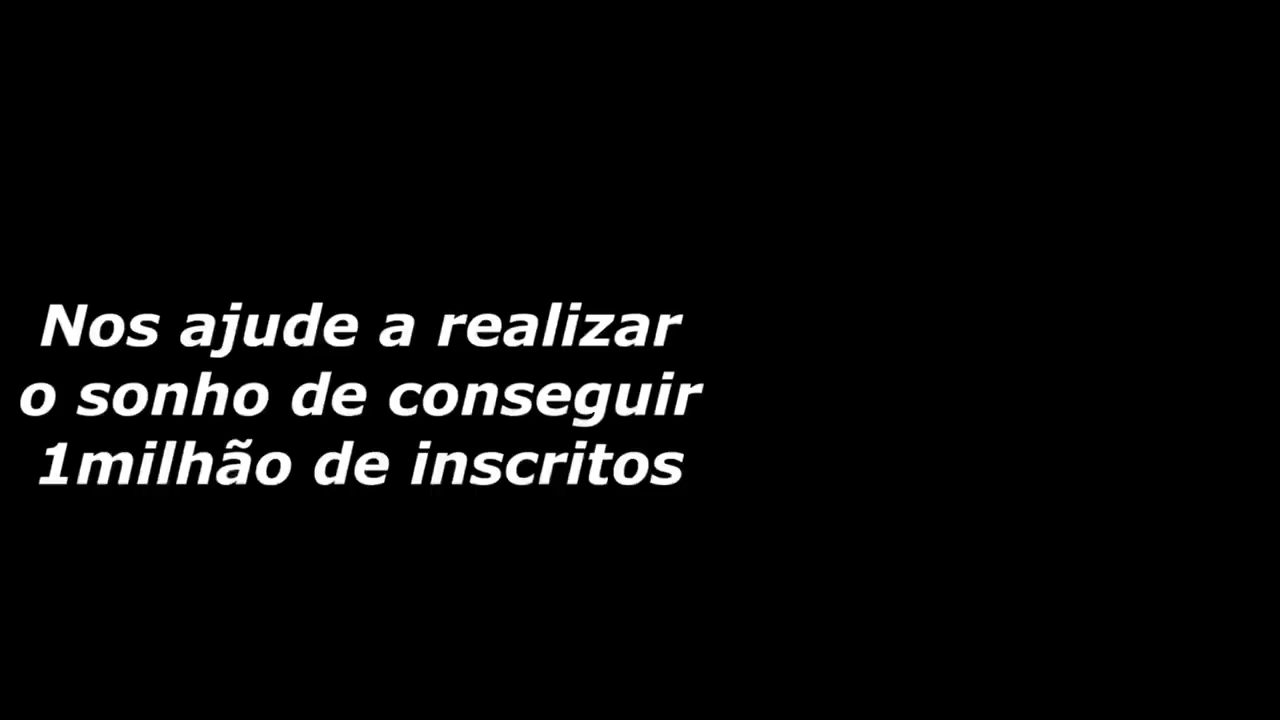 Nos ajude a realizar
o sonho de conseguir
1milhão de inscritos